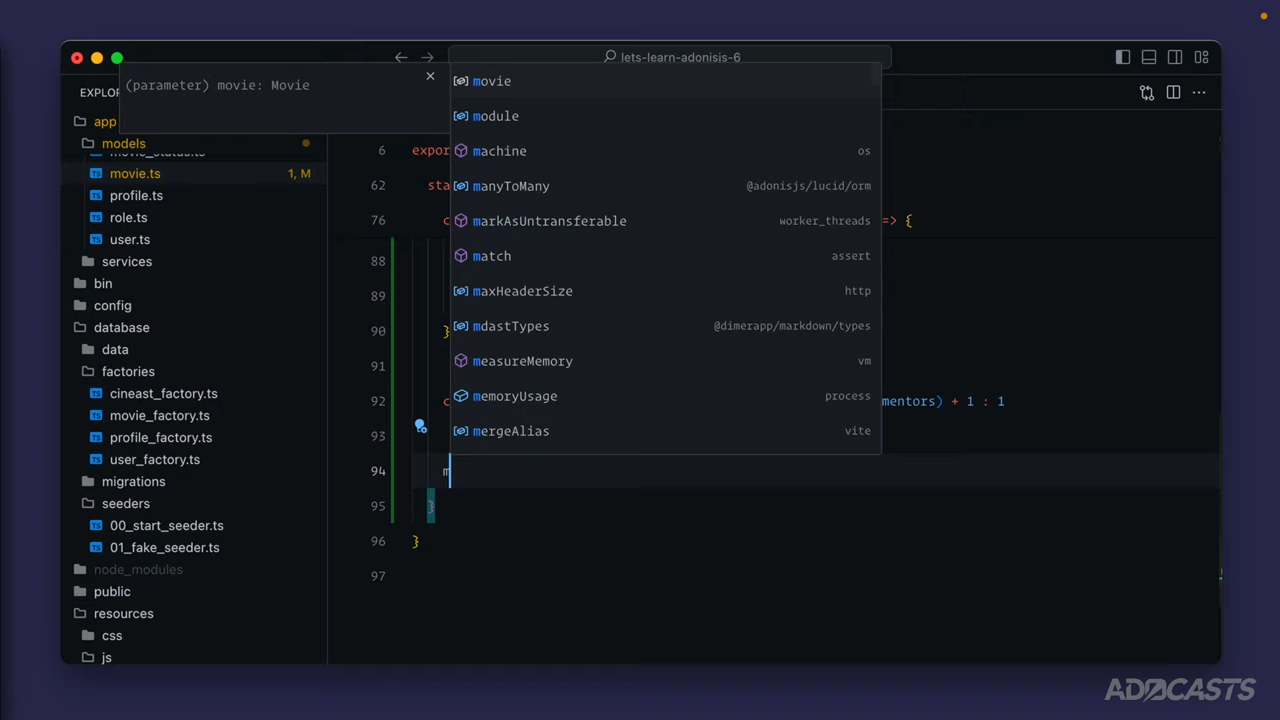 lets-learn-adonisjs-6
EXPLOR
(parameter) movie: Movie
app
models
movie_status.ts
movie.ts 1, M
profile.ts
role.ts
user.ts
services
bin
config
database
data
factories
cineast_factory.ts
movie_factory.ts
profile_factory.ts
user_factory.ts
migrations
seeders
00_start_seeder.ts
01_fake_seeder.ts
node_modules
public
resources
css
js
movie
module
machine os
manyToMany @adonisjs/lucid/orm
markAsUntransferable worker_threads
match assert
maxHeaderSize http
mdastTypes @dimerapp/markdown/types
measureMemory vm
memoryUsage process
mergeAlias vite
6 expor
62 sta
76 c => {
88
89
90 }
91
92 c mentors) + 1 : 1
93
94 m
95 }
96 }
97
ADOCASTS